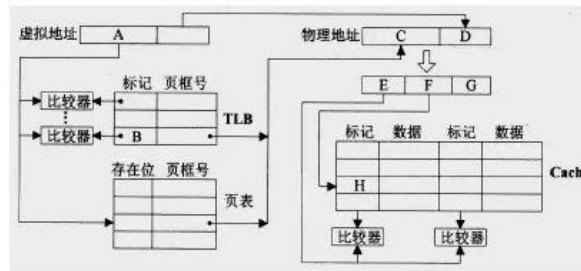 虚拟地址 A
物理地址 C D
E F G
标记 页框号
比较器
比较器 B TLB
存在位 页框号
页表
标记 数据 标记 数据
H Cach
比较器 比较器